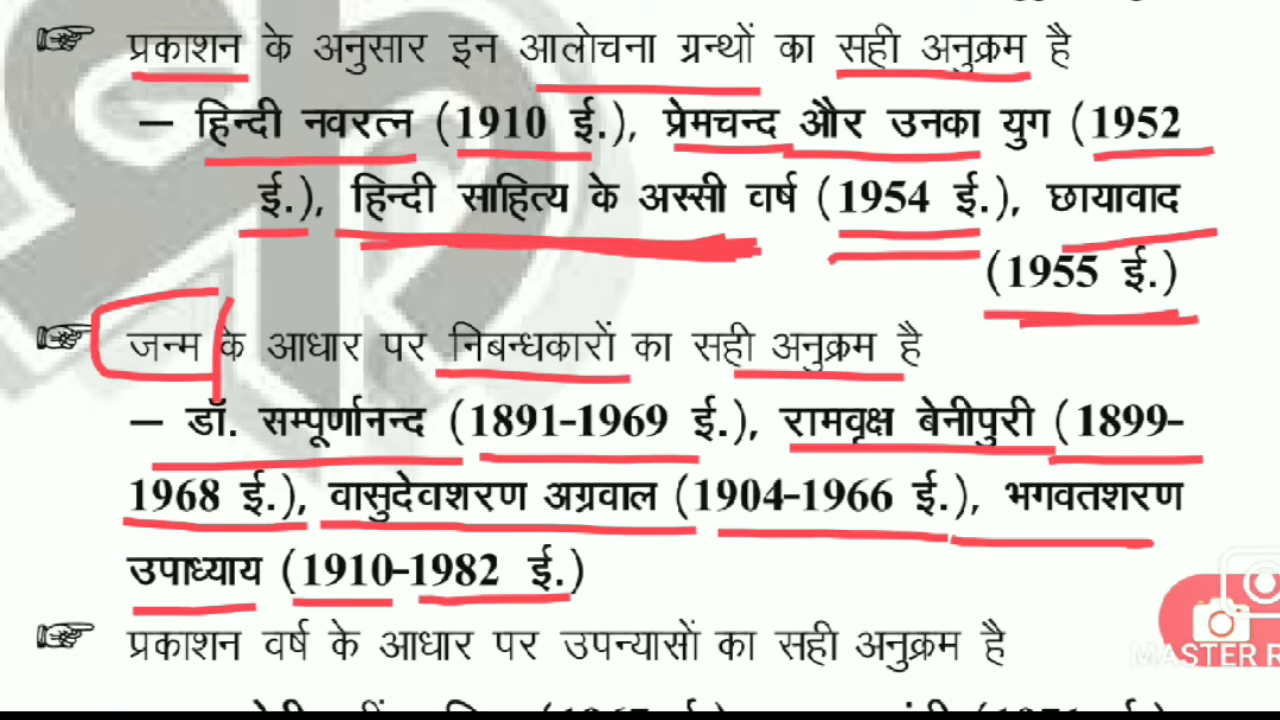 प्रकाशन के अनुसार इन आलोचना ग्रन्थों का सही अनुक्रम है
– हिन्दी नवरत्न (1910 ई.), प्रेमचन्द और उनका युग (1952
ई.), हिन्दी साहित्य के अस्सी वर्ष (1954 ई.), छायावाद
(1955 ई.)
जन्म के आधार पर निबन्धकारों का सही अनुक्रम है
– डॉ. सम्पूर्णानन्द (1891-1969 ई.), रामवृक्ष बेनीपुरी (1899-
1968 ई.), वासुदेवशरण अग्रवाल (1904-1966 ई.), भगवतशरण
उपाध्याय (1910-1982 ई.)
प्रकाशन वर्ष के आधार पर उपन्यासों का सही अनुक्रम है
MASTER R